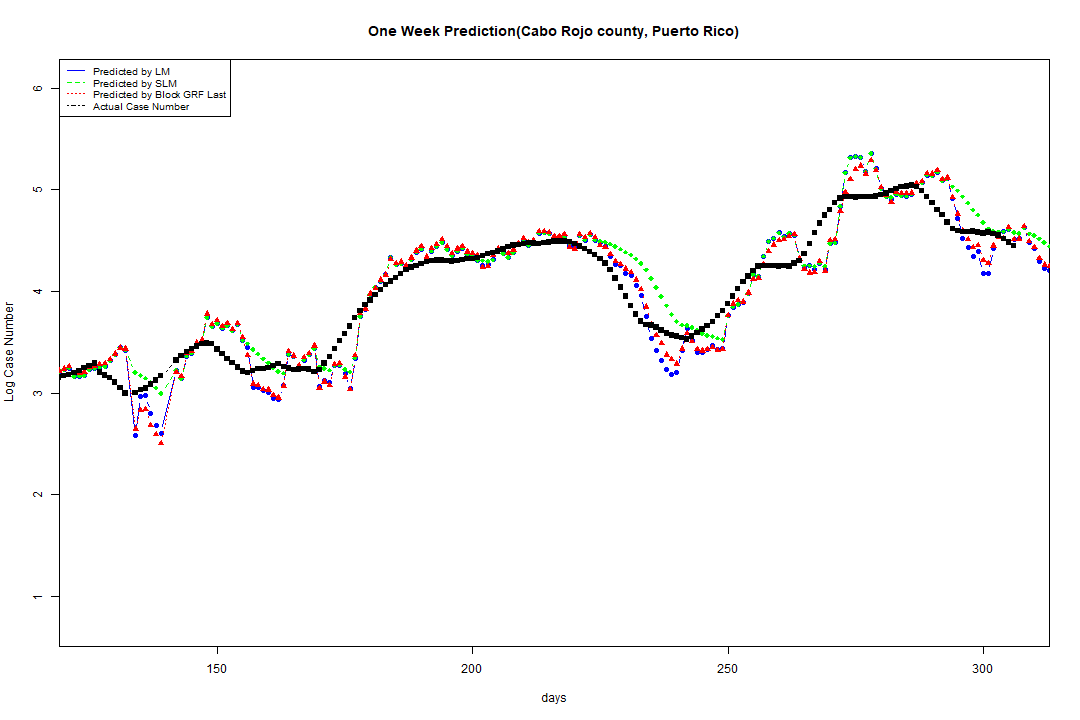 One Week Prediction(Cabo Rojo county, Puerto Rico)
Predicted by LM
Predicted by SLM
Predicted by Block GRF Last
Actual Case Number
6
5
4
3
2
1
Log Case Number
150 200 250 300
days